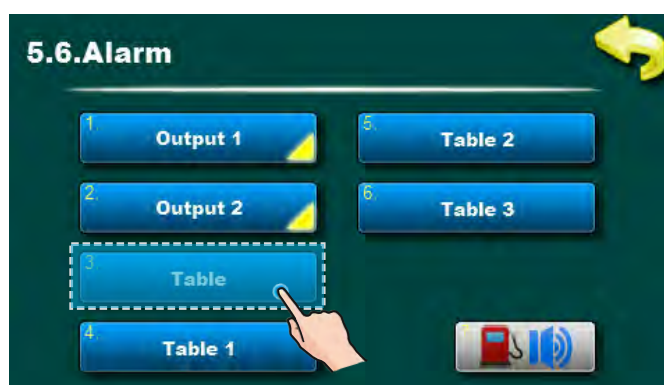 5.6.Alarm
1. Output 1
2. Output 2
3. Table
4. Table 1
5. Table 2
6. Table 3